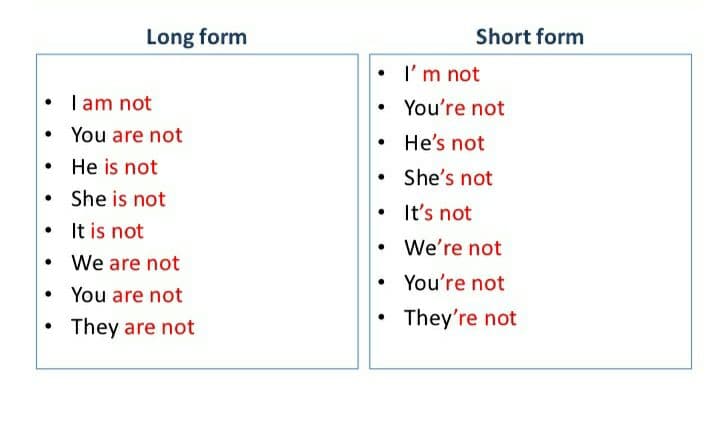 Long form
• I am not
• You are not
• He is not
• She is not
• It is not
• We are not
• You are not
• They are not
Short form
• I’ m not
• You’re not
• He’s not
• She’s not
• It’s not
• We’re not
• You’re not
• They’re not